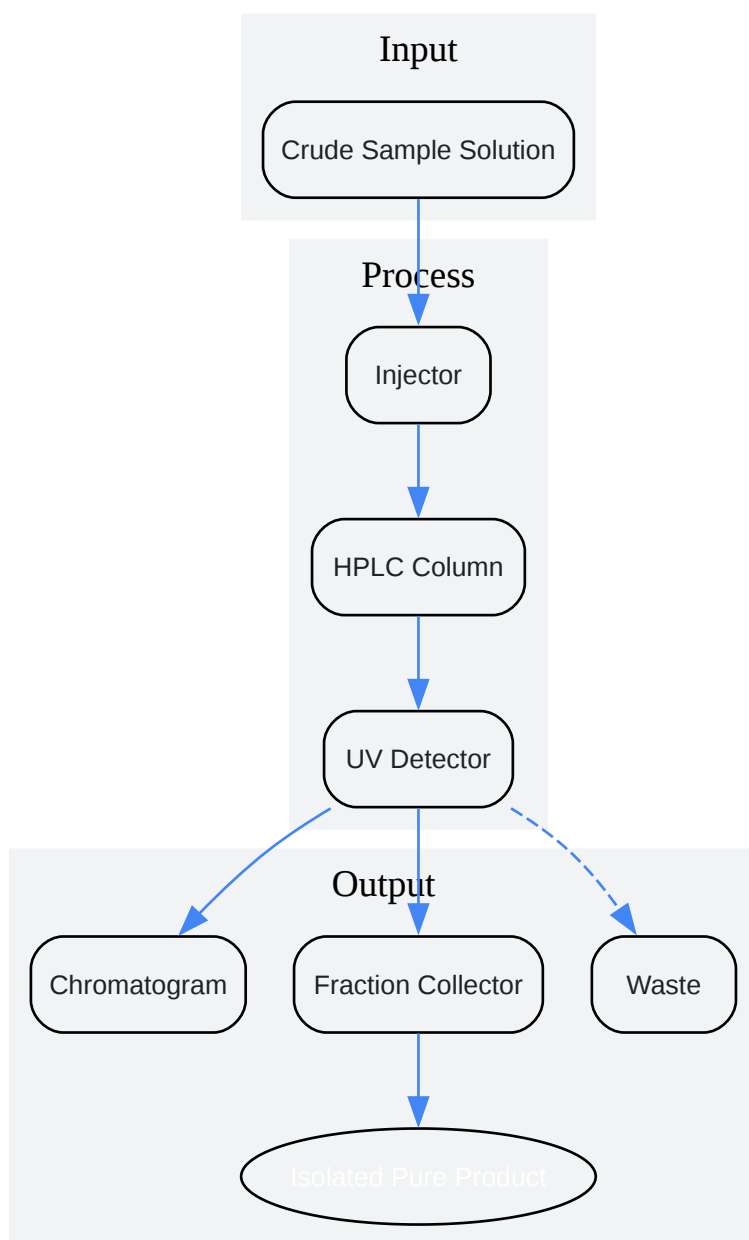 Input
Crude Sample Solution
Process
Injector
HPLC Column
UV Detector
Output
Chromatogram
Fraction Collector
Waste
Isolated Pure Product